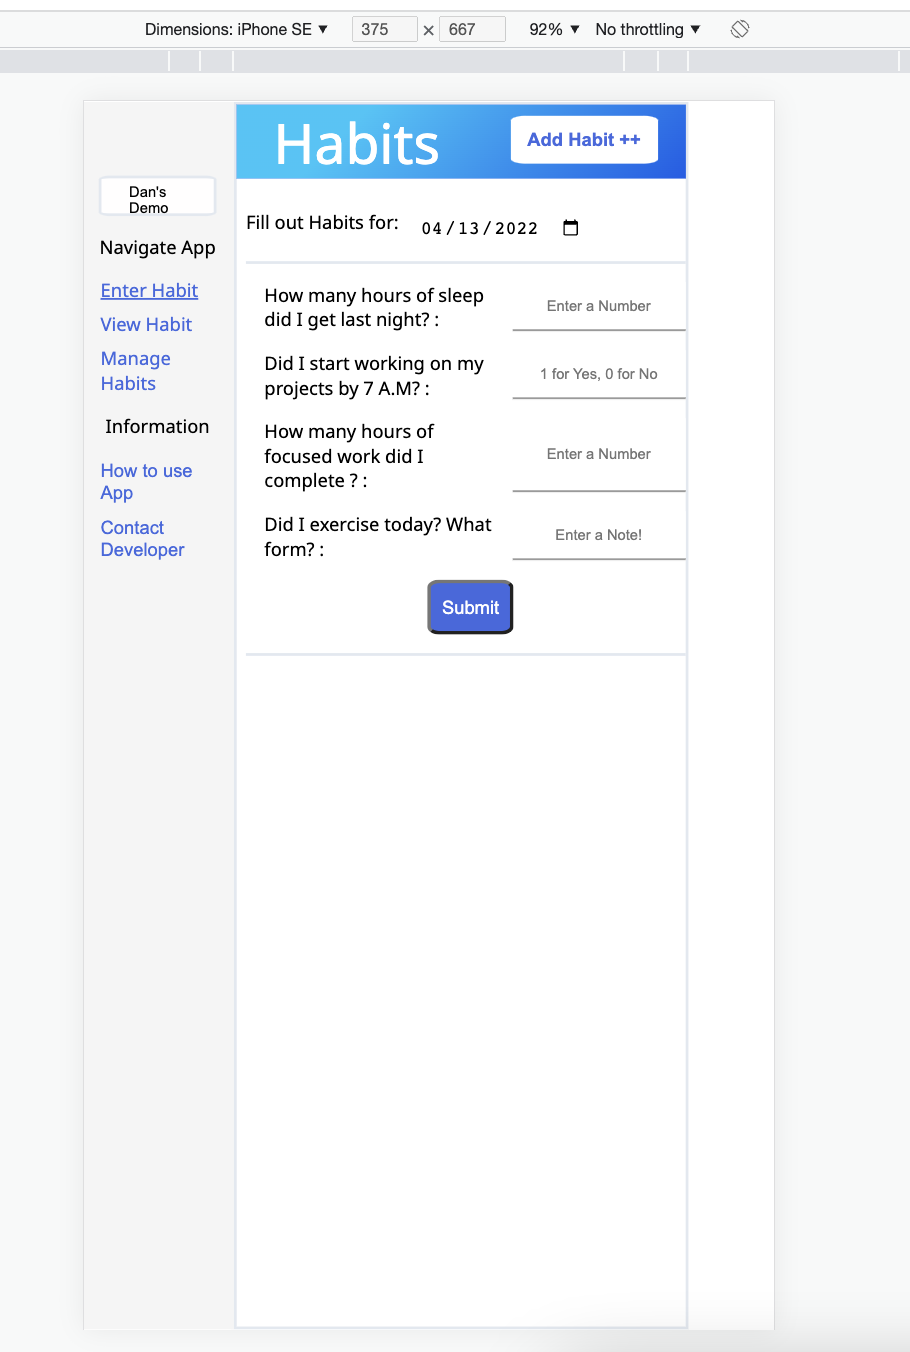 Dimensions: iPhone SE ▼ 375 × 667 92% ▼ No throttling ▼
Habits
Add Habit ++
Dan's
Demo
Navigate App
Enter Habit
View Habit
Manage
Habits
Information
How to use
App
Contact
Developer
Fill out Habits for: 04/13/2022
How many hours of sleep
did I get last night? :
Enter a Number
Did I start working on my
projects by 7 A.M? :
1 for Yes, 0 for No
How many hours of
focused work did I
complete ? :
Enter a Number
Did I exercise today? What
form? :
Enter a Note!
Submit